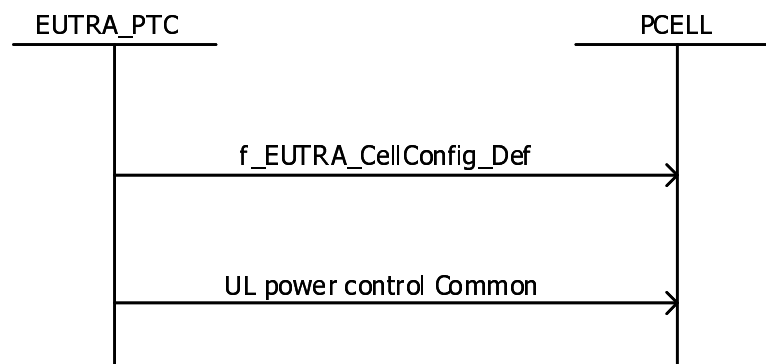 EUTRA_PTC
PCELL
f_EUTRA_CellConfig_Def
UL power control Common